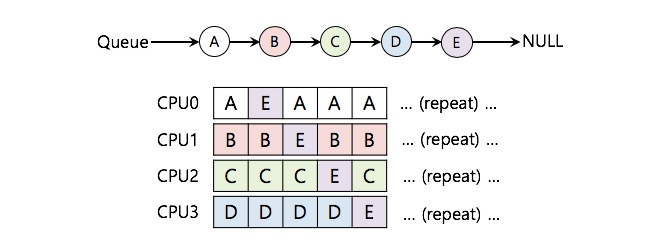 Queue A B C D E NULL
CPU0 A E A A A ... (repeat) ...
CPU1 B B E B B ... (repeat) ...
CPU2 C C C E C ... (repeat) ...
CPU3 D D D D E ... (repeat) ...